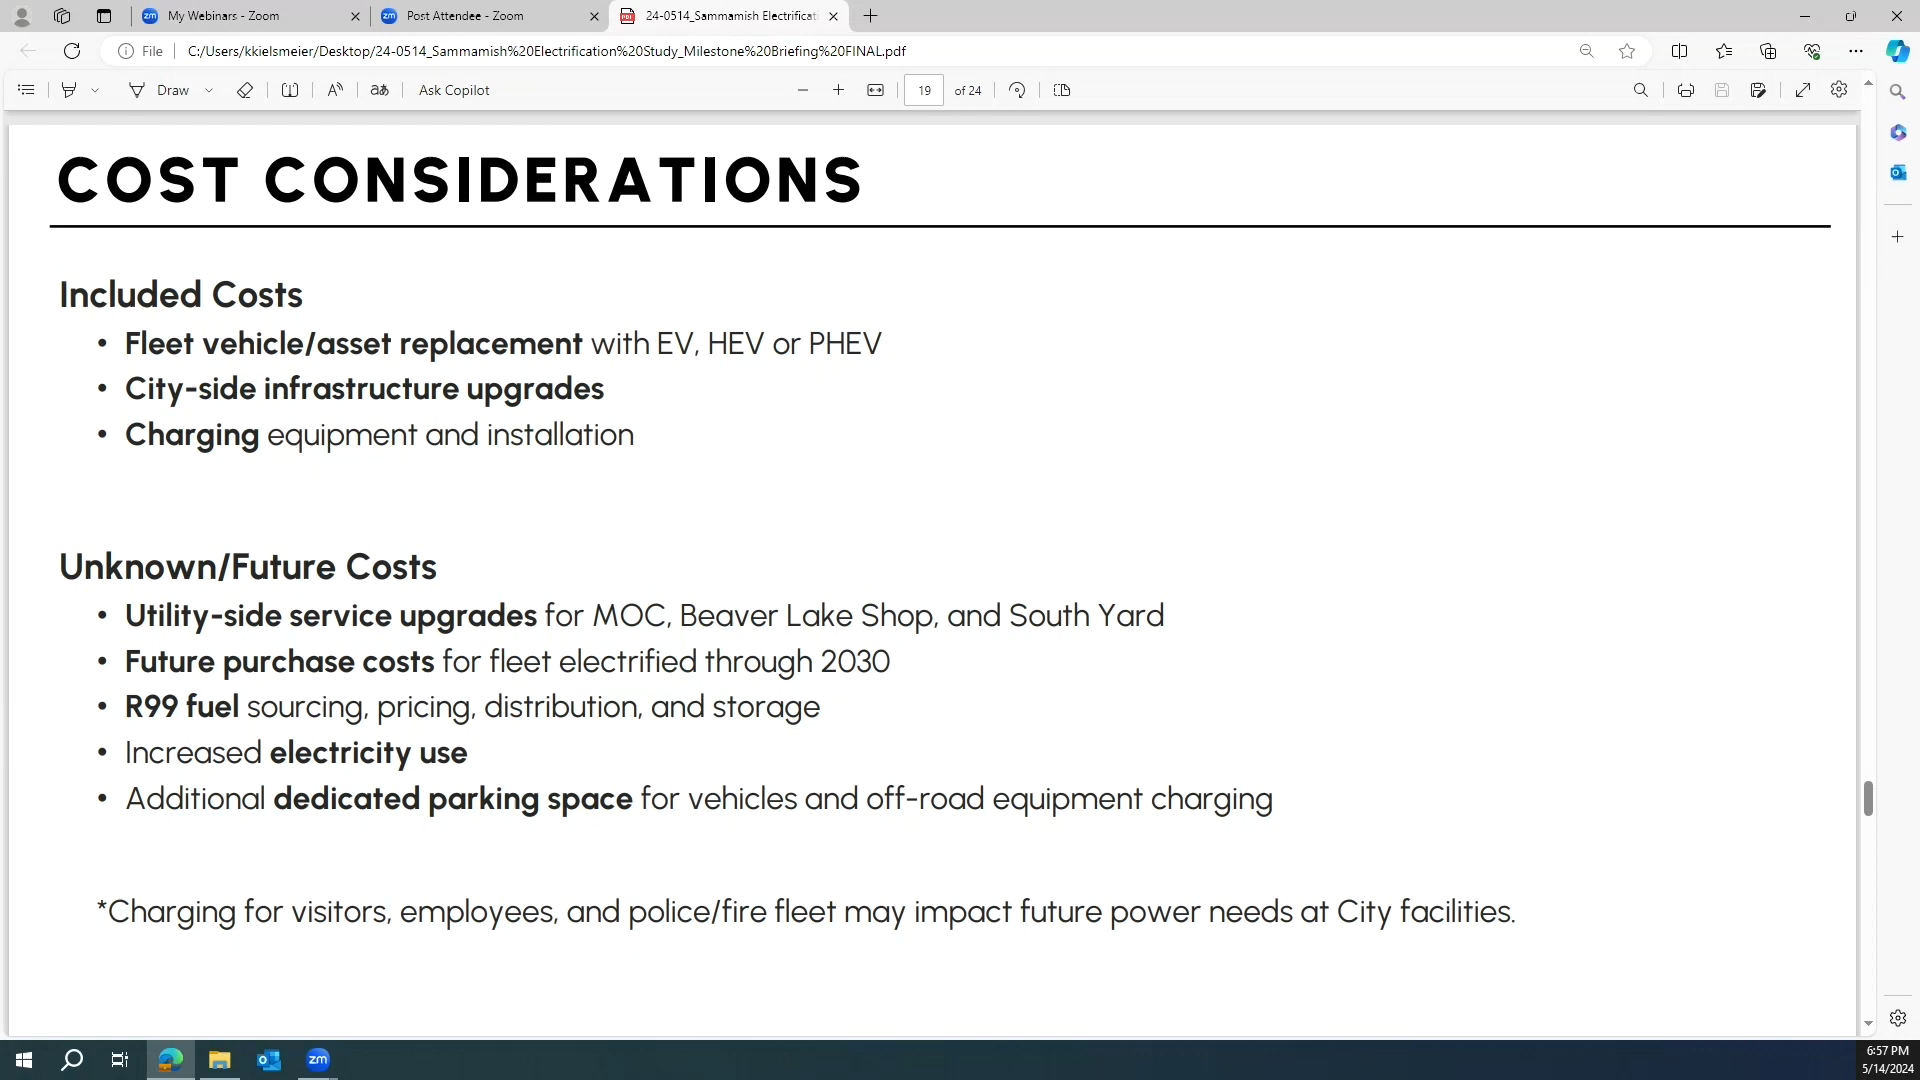 My Webinars - Zoom
Post Attendee - Zoom
24-0514_Sammamish Electrificati
File
C:/Users/kkielsmeier/Desktop/24-0514_Sammamish%20Electrification%20Study_Milestone%20Briefing%20FINAL.pdf
Draw
Ask Copilot
19 of 24
COST CONSIDERATIONS
Included Costs
• Fleet vehicle/asset replacement with EV, HEV or PHEV
• City-side infrastructure upgrades
• Charging equipment and installation
Unknown/Future Costs
• Utility-side service upgrades for MOC, Beaver Lake Shop, and South Yard
• Future purchase costs for fleet electrified through 2030
• R99 fuel sourcing, pricing, distribution, and storage
• Increased electricity use
• Additional dedicated parking space for vehicles and off-road equipment charging
*Charging for visitors, employees, and police/fire fleet may impact future power needs at City facilities.
6:57 PM
5/14/2024